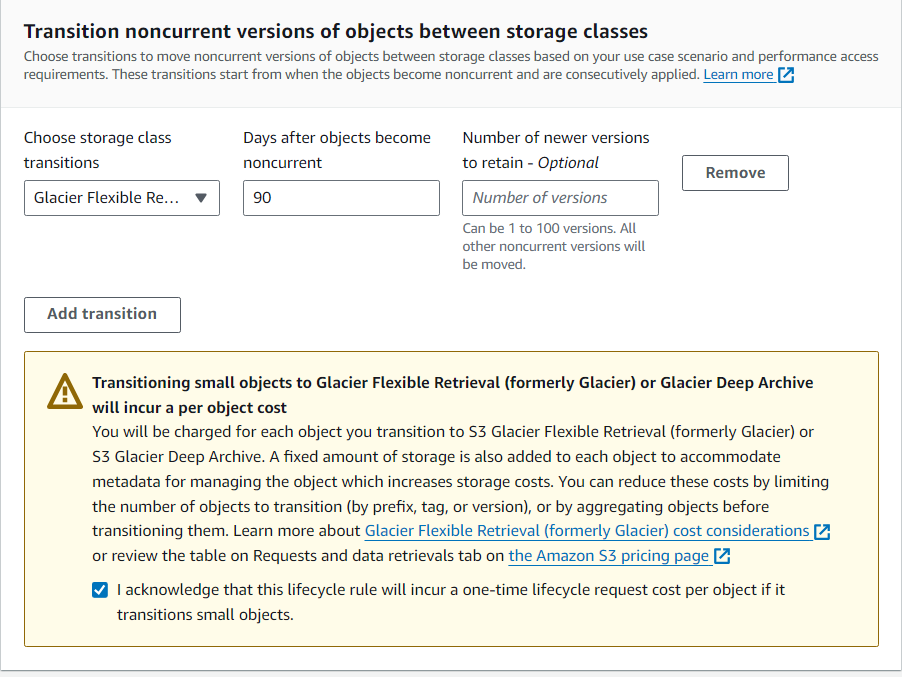 Transition noncurrent versions of objects between storage classes
Choose transitions to move noncurrent versions of objects between storage classes based on your use case scenario and performance access
requirements. These transitions start from when the objects become noncurrent and are consecutively applied. Learn more
Choose storage class
transitions
Days after objects become
noncurrent
Number of newer versions
to retain - Optional
Glacier Flexible Re...
90
Number of versions
Remove
Can be 1 to 100 versions. All
other noncurrent versions will
be moved.
Add transition
Transitioning small objects to Glacier Flexible Retrieval (formerly Glacier) or Glacier Deep Archive
will incur a per object cost
You will be charged for each object you transition to S3 Glacier Flexible Retrieval (formerly Glacier) or
S3 Glacier Deep Archive. A fixed amount of storage is also added to each object to accommodate
metadata for managing the object which increases storage costs. You can reduce these costs by limiting
the number of objects to transition (by prefix, tag, or version), or by aggregating objects before
transitioning them. Learn more about Glacier Flexible Retrieval (formerly Glacier) cost considerations
or review the table on Requests and data retrievals tab on the Amazon S3 pricing page
I acknowledge that this lifecycle rule will incur a one-time lifecycle request cost per object if it
transitions small objects.